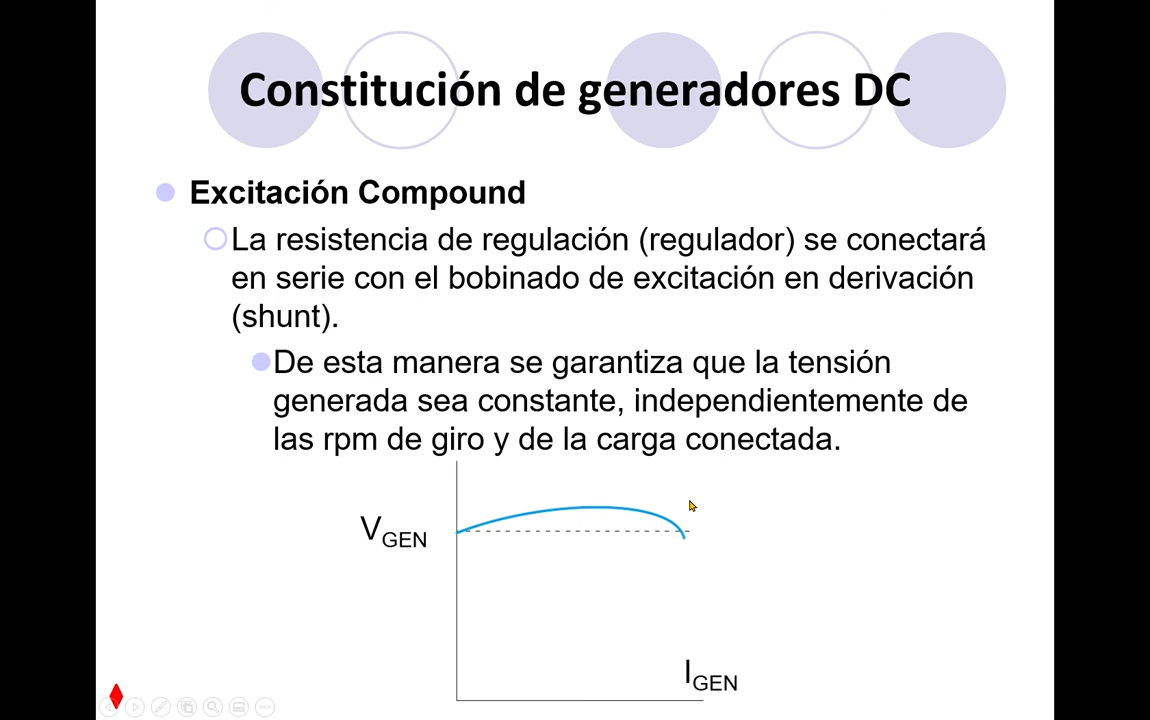 Constitución de generadores DC
Excitación Compound
La resistencia de regulación (regulador) se conectará
en serie con el bobinado de excitación en derivación
(shunt).
De esta manera se garantiza que la tensión
generada sea constante, independientemente de
las rpm de giro y de la carga conectada.
VGEN
IGEN